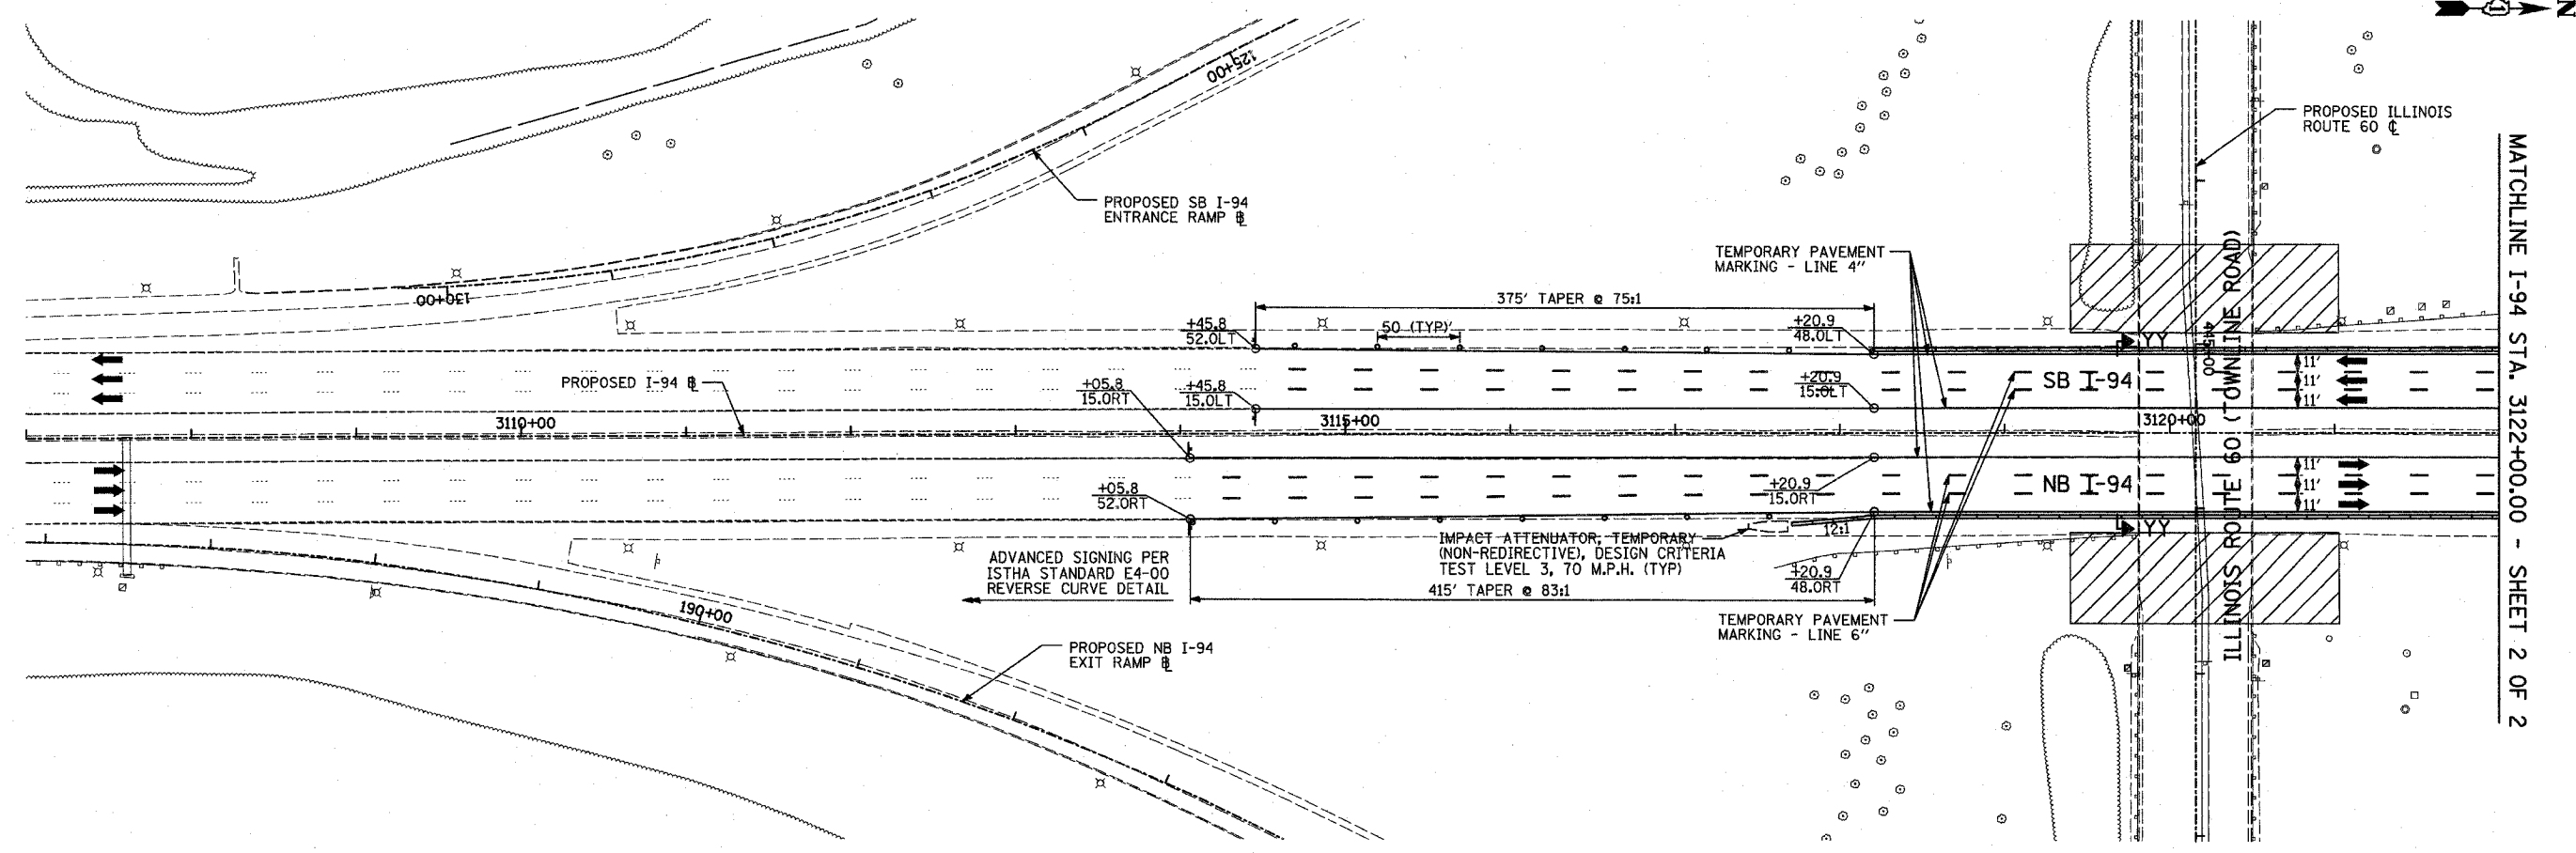 N
125+00
PROPOSED ILLINOIS
ROUTE 60 ℄
PROPOSED SB I-94
ENTRANCE RAMP ⅊
130+00
TEMPORARY PAVEMENT
MARKING - LINE 4"
375' TAPER @ 75:1
+45.8
52.0LT
50 (TYP)'
+20.9
48.0LT
YY
PROPOSED I-94 ⅊
+05.8
15.0RT
+45.8
15.0LT
+20.9
15.0LT
SB I-94
11'
11'
11'
3110+00
3115+00
3120+00
+05.8
52.0RT
+20.9
15.0RT
NB I-94
11'
11'
11'
12:1
YY
IMPACT ATTENUATOR, TEMPORARY
(NON-REDIRECTIVE), DESIGN CRITERIA
TEST LEVEL 3, 70 M.P.H. (TYP)
ADVANCED SIGNING PER
ISTHA STANDARD E4-00
REVERSE CURVE DETAIL
+20.9
48.0RT
415' TAPER @ 83:1
190+00
TEMPORARY PAVEMENT
MARKING - LINE 6"
PROPOSED NB I-94
EXIT RAMP ⅊
ILLINOIS ROUTE 60 (TOWNLINE ROAD)
MATCHLINE I-94 STA. 3122+00.00 - SHEET 2 OF 2